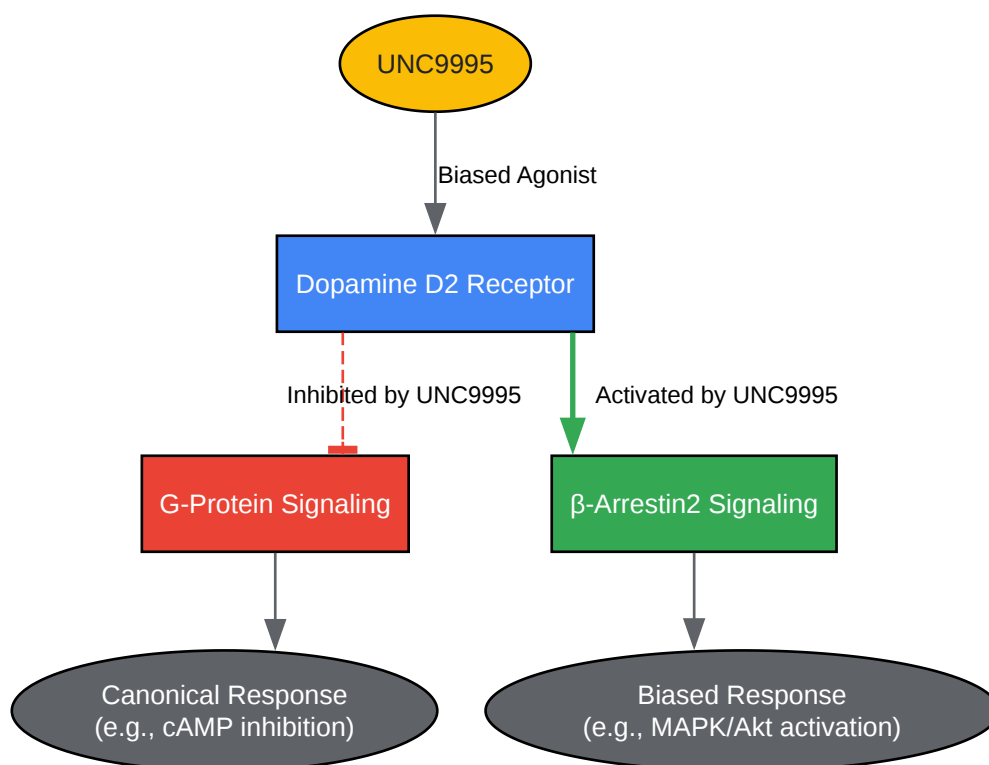 UNC9995
Biased Agonist
Dopamine D2 Receptor
Inhibited by UNC9995
Activated by UNC9995
G-Protein Signaling
β-Arrestin2 Signaling
Canonical Response
(e.g., cAMP inhibition)
Biased Response
(e.g., MAPK/Akt activation)